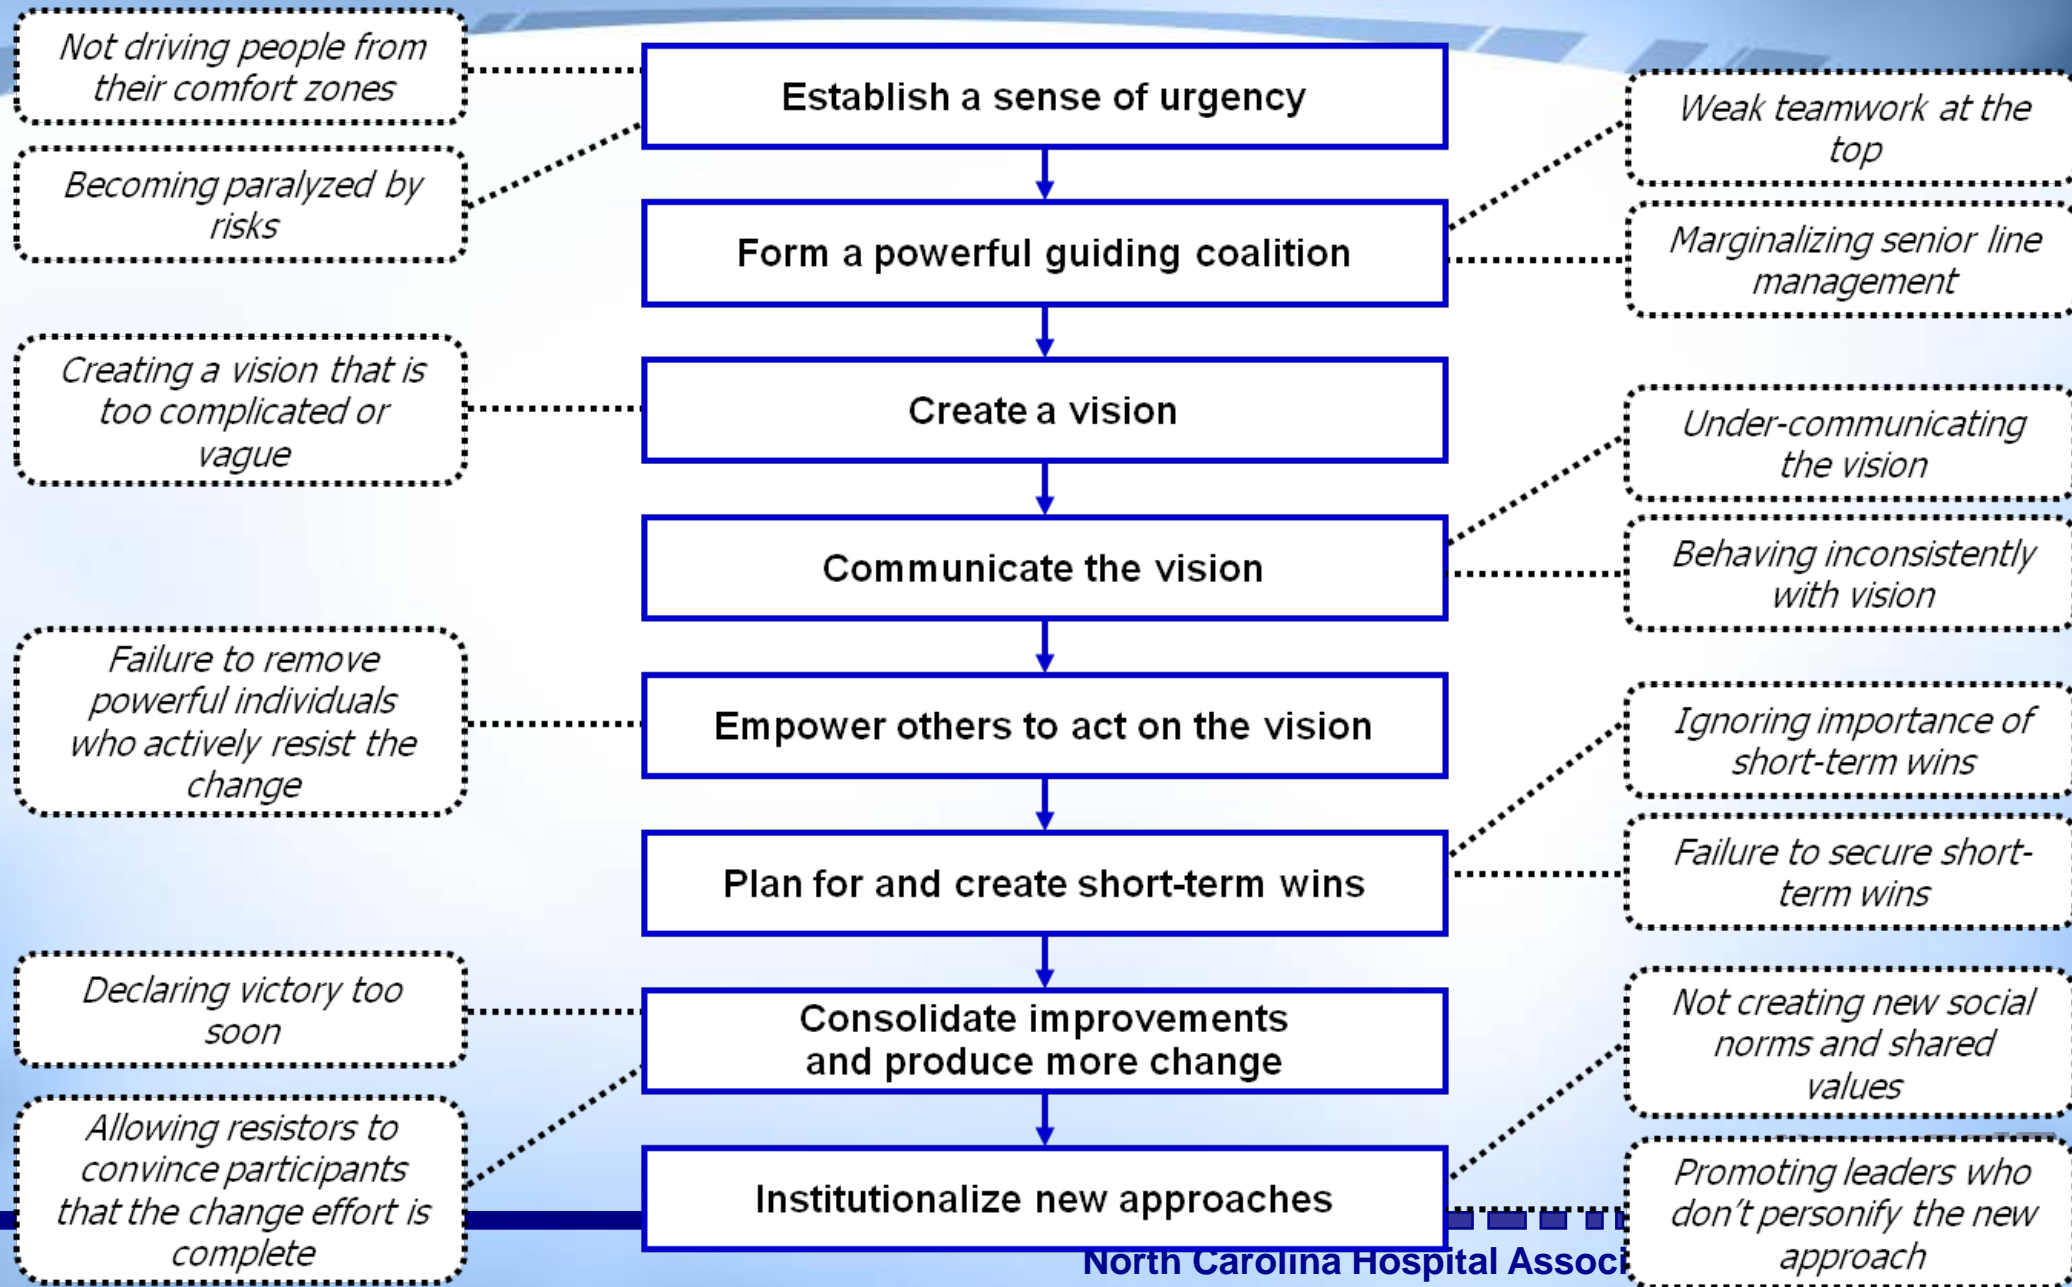 Not driving people from
their comfort zones
Becoming paralyzed by
risks
Establish a sense of urgency
Weak teamwork at the
top
Marginalizing senior line
management
Form a powerful guiding coalition
Creating a vision that is
too complicated or
vague
Create a vision
Under-communicating
the vision
Behaving inconsistently
with vision
Communicate the vision
Failure to remove
powerful individuals
who actively resist the
change
Empower others to act on the vision
Ignoring importance of
short-term wins
Failure to secure short-
term wins
Plan for and create short-term wins
Declaring victory too
soon
Allowing resistors to
convince participants
that the change effort is
complete
Consolidate improvements
and produce more change
Not creating new social
norms and shared
values
Promoting leaders who
don't personify the new
approach
Institutionalize new approaches
North Carolina Hospital Associ